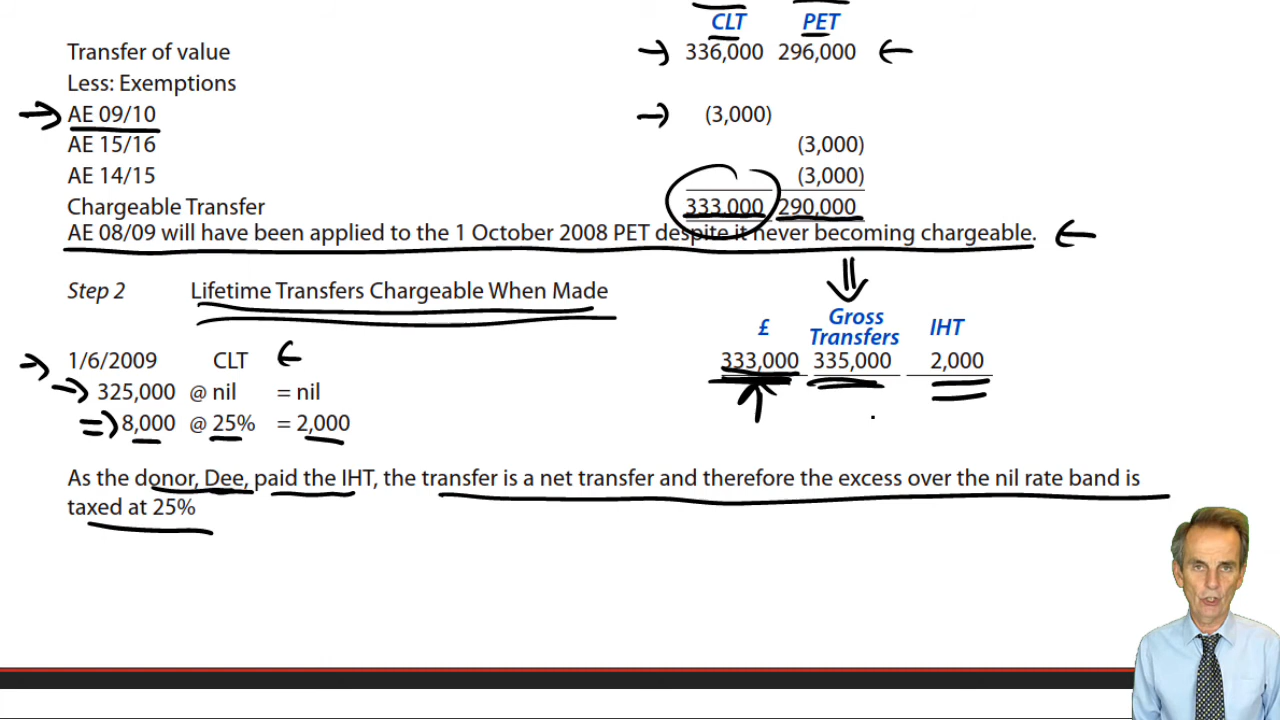 CLT PET
Transfer of value 336,000 296,000
Less: Exemptions
AE 09/10 (3,000)
AE 15/16 (3,000)
AE 14/15 (3,000)
Chargeable Transfer 333,000 290,000
AE 08/09 will have been applied to the 1 October 2008 PET despite it never becoming chargeable.
Step 2 Lifetime Transfers Chargeable When Made
£ Gross Transfers IHT
1/6/2009 CLT 333,000 335,000 2,000
325,000 @ nil = nil
8,000 @ 25% = 2,000
As the donor, Dee, paid the IHT, the transfer is a net transfer and therefore the excess over the nil rate band is
taxed at 25%